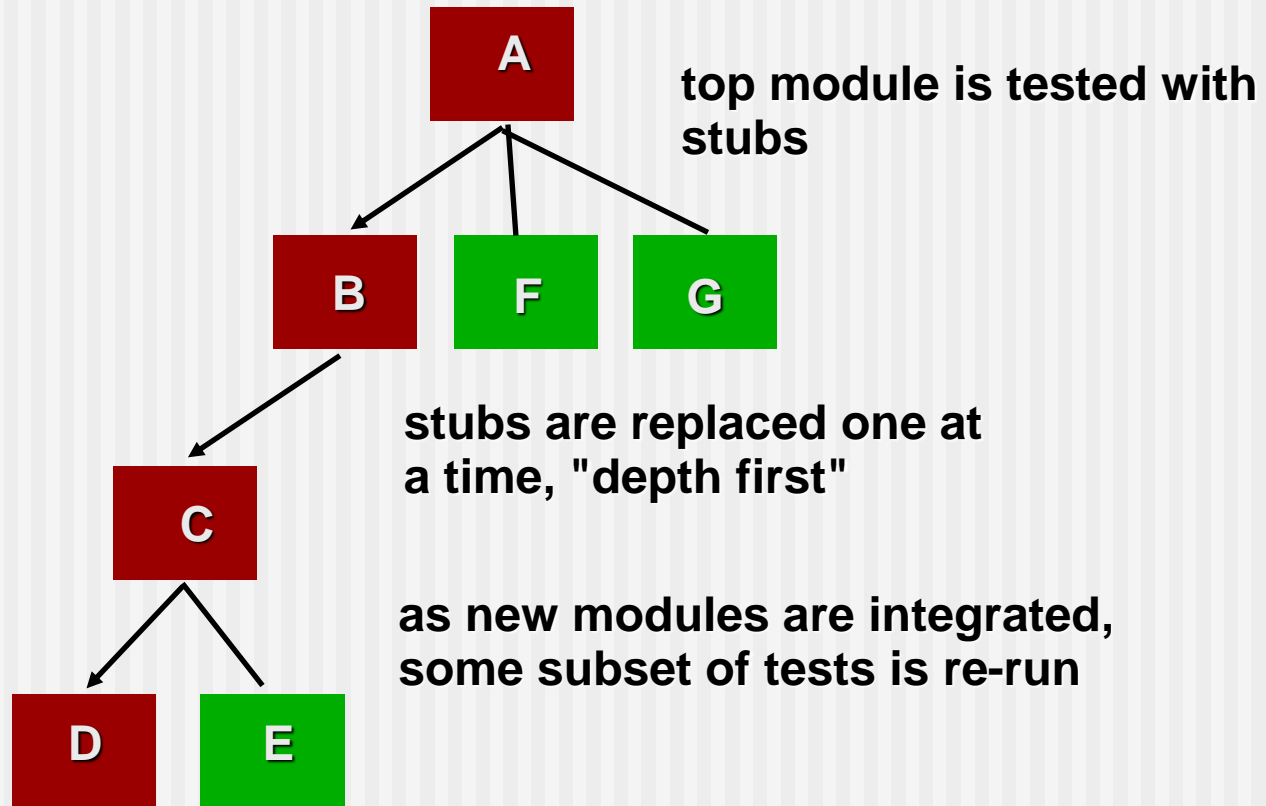 A
top module is tested with
stubs
B
F
G
stubs are replaced one at
a time, "depth first"
C
as new modules are integrated,
some subset of tests is re-run
D
E